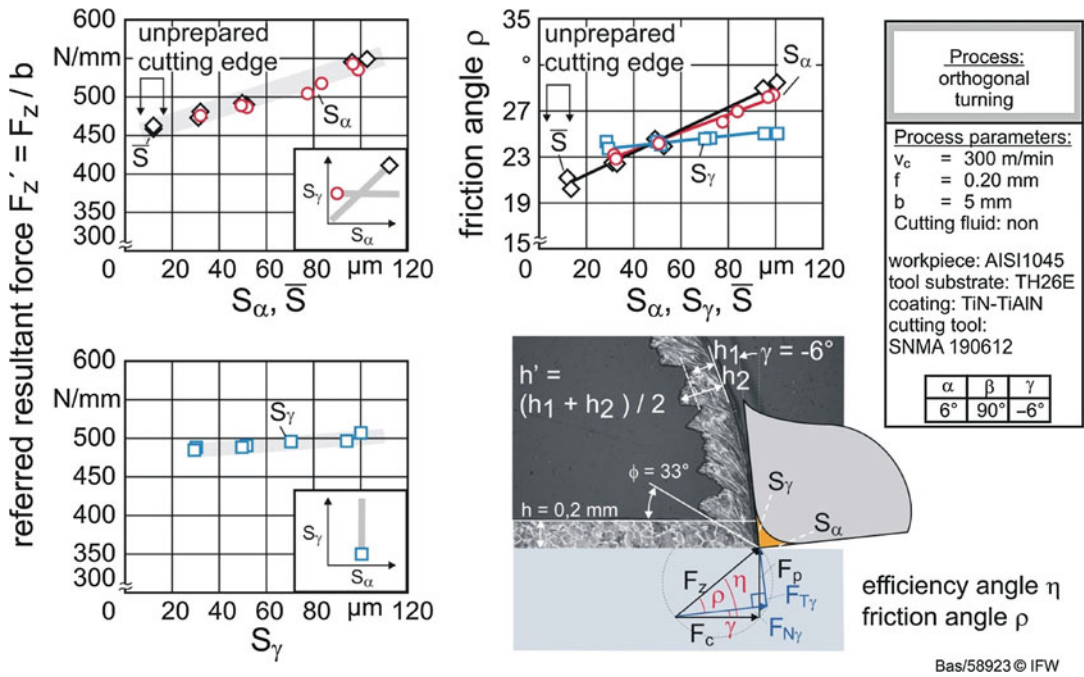 referred resultant force Fz´ = Fz / b
600
N/mm
500
450
400
350
300
unprepared
cutting edge
S̅
Sα
Sγ
Sα
0 20 40 60 80 µm 120
Sα, S̅
600
N/mm
500
450
400
350
300
Sγ
Sγ
Sα
0 20 40 60 80 µm 120
Sγ
friction angle ρ
35
°
27
23
19
15
unprepared
cutting edge
S̅
Sα
Sγ
0 20 40 60 80 µm 120
Sα, Sγ, S̅
Process:
orthogonal
turning
Process parameters:
vc = 300 m/min
f = 0.20 mm
b = 5 mm
Cutting fluid: non
workpiece: AISI1045
tool substrate: TH26E
coating: TiN-TiAlN
cutting tool:
SNMA 190612
α β γ
6° 90° –6°
h' =
(h1 + h2 ) / 2
h1
γ = -6°
h2
ϕ = 33°
h = 0,2 mm
Sγ
Sα
Fz
η
Fp
ρ
FTγ
γ
Fc
FNγ
efficiency angle η
friction angle ρ
Bas/58923 © IFW